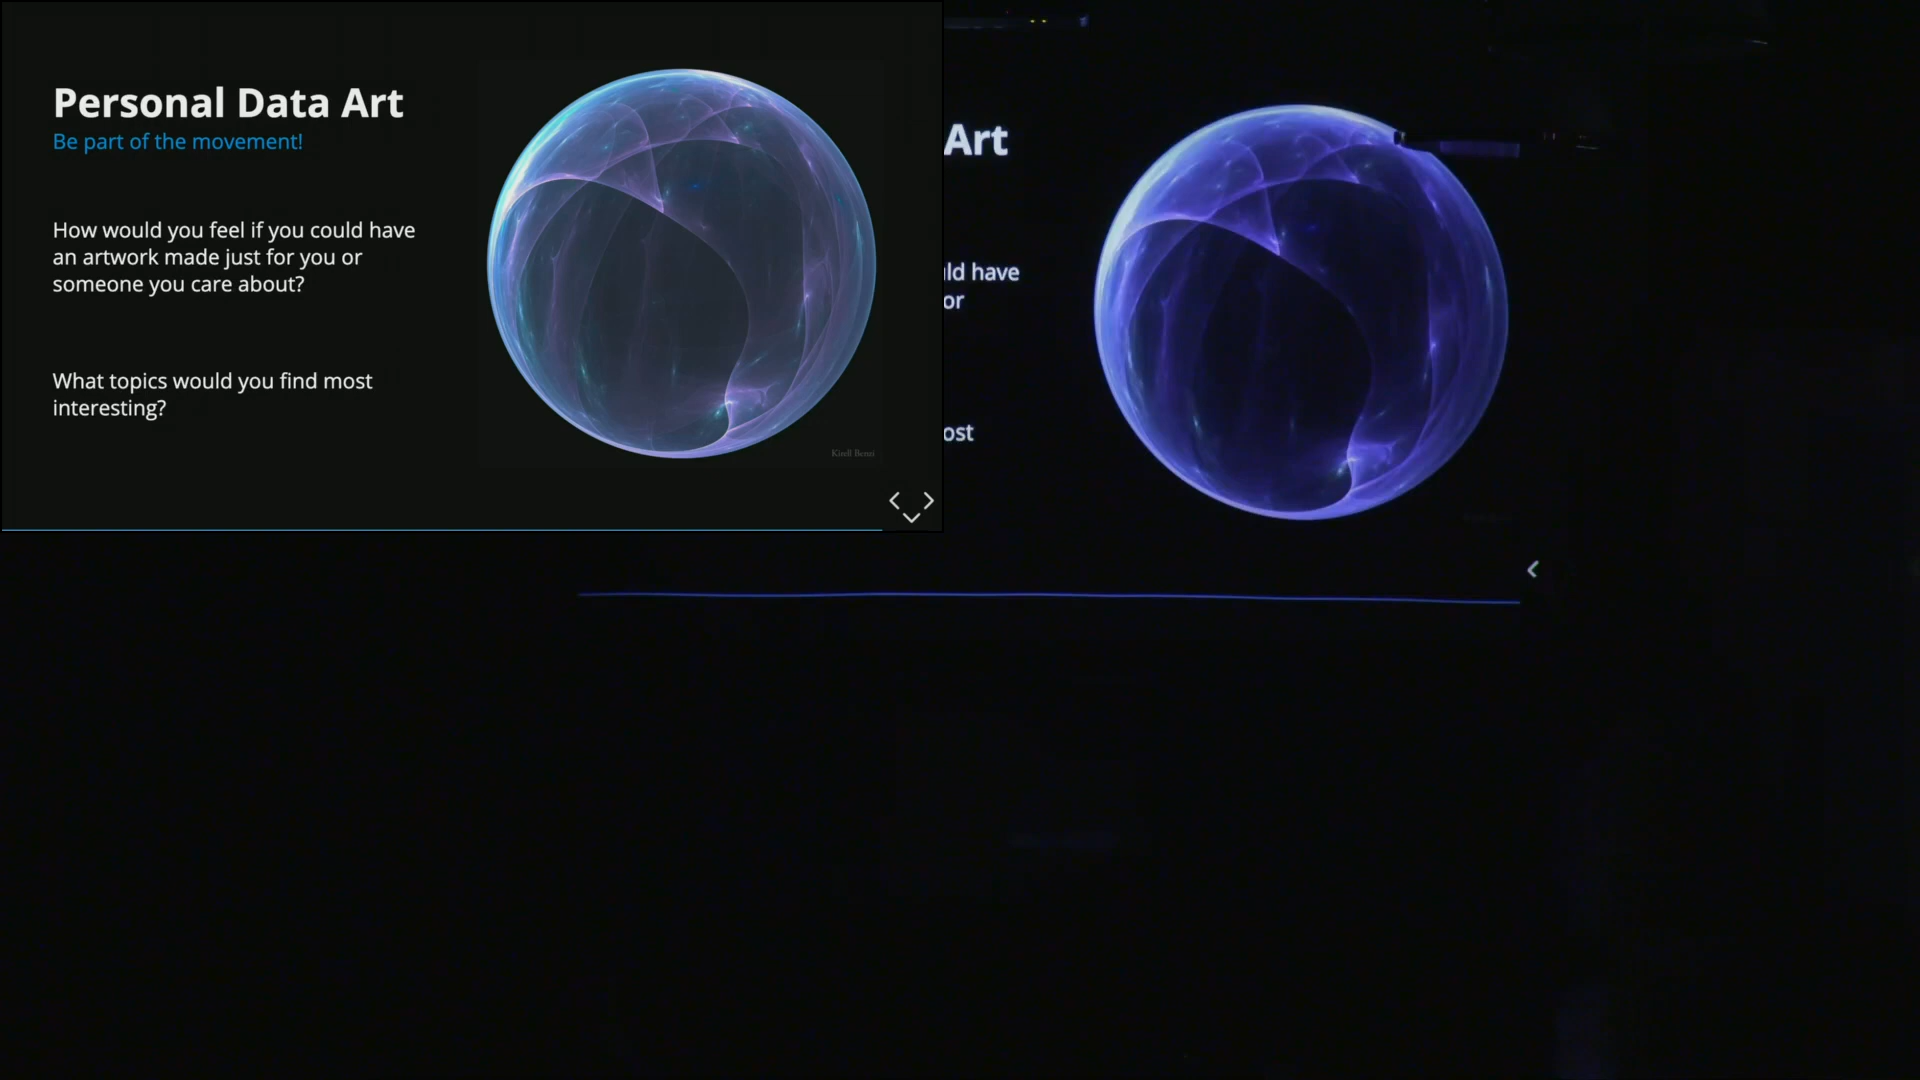 Personal Data Art
Be part of the movement!
How would you feel if you could have
an artwork made just for you or
someone you care about?
What topics would you find most
interesting?
Kirell Benzi
Art
ld have
or
ost